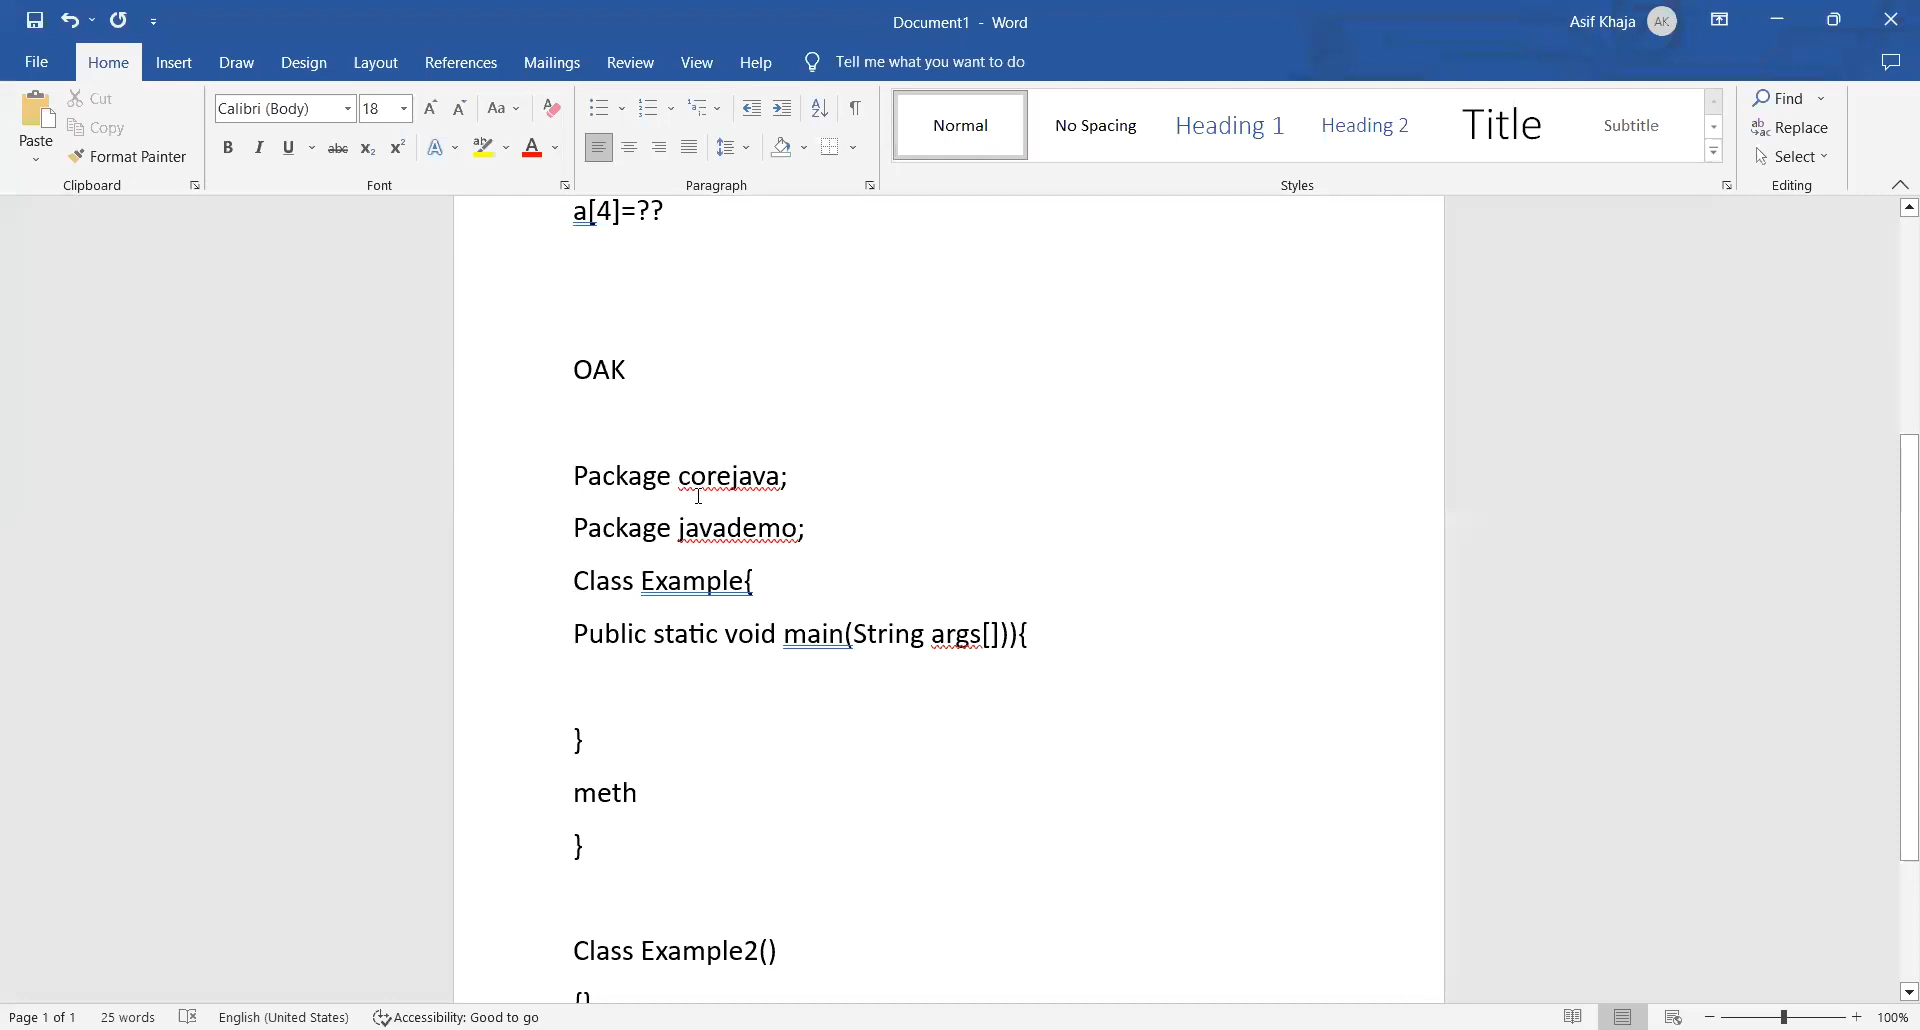 Document1 - Word
Asif Khaja
AK
File
Home
Insert
Draw
Design
Layout
References
Mailings
Review
View
Help
Tell me what you want to do
Paste
Cut
Copy
Format Painter
Clipboard
Calibri (Body)
18
Font
Paragraph
Normal
No Spacing
Heading 1
Heading 2
Title
Subtitle
Styles
Find
Replace
Select
Editing
a[4]=??
OAK
Package corejava;
Package javademo;
Class Example{
Public static void main(String args[])){
}
meth
}
Class Example2()
{}
Page 1 of 1
25 words
English (United States)
Accessibility: Good to go
100%